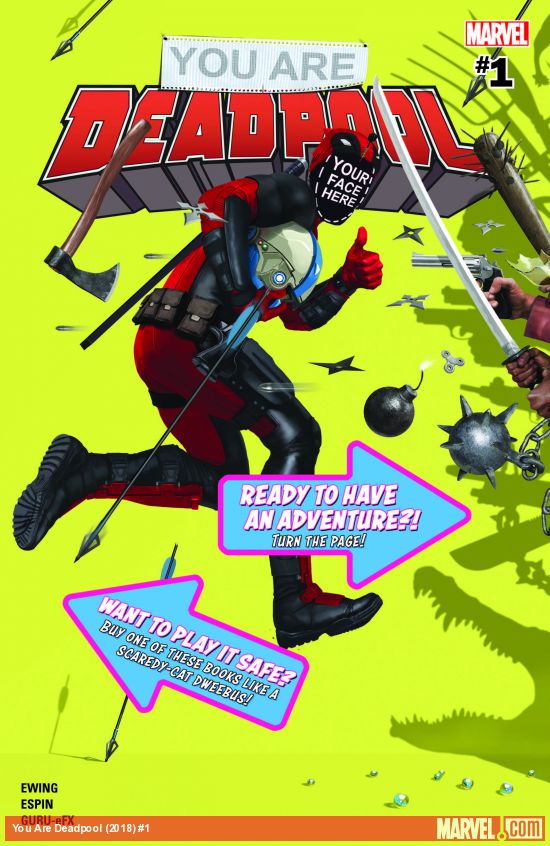 MARVEL
#1
YOU ARE
DEADPOOL
YOUR
FACE
HERE
READY TO HAVE
AN ADVENTURE?!
TURN THE PAGE!
WANT TO PLAY IT SAFE?
BUY ONE OF THESE BOOKS LIKE A
SCAREDY-CAT DWEEBUS!
EWING
ESPIN
GURU-eFX
You Are Deadpool (2018) #1
MARVEL.COM